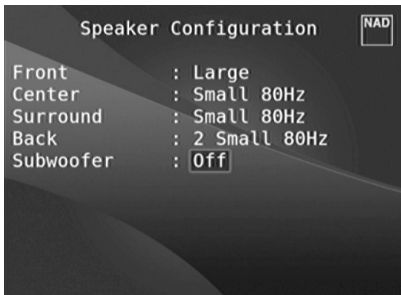 Speaker Configuration
NAD
Front : Large
Center : Small 80Hz
Surround : Small 80Hz
Back : 2 Small 80Hz
Subwoofer : Off